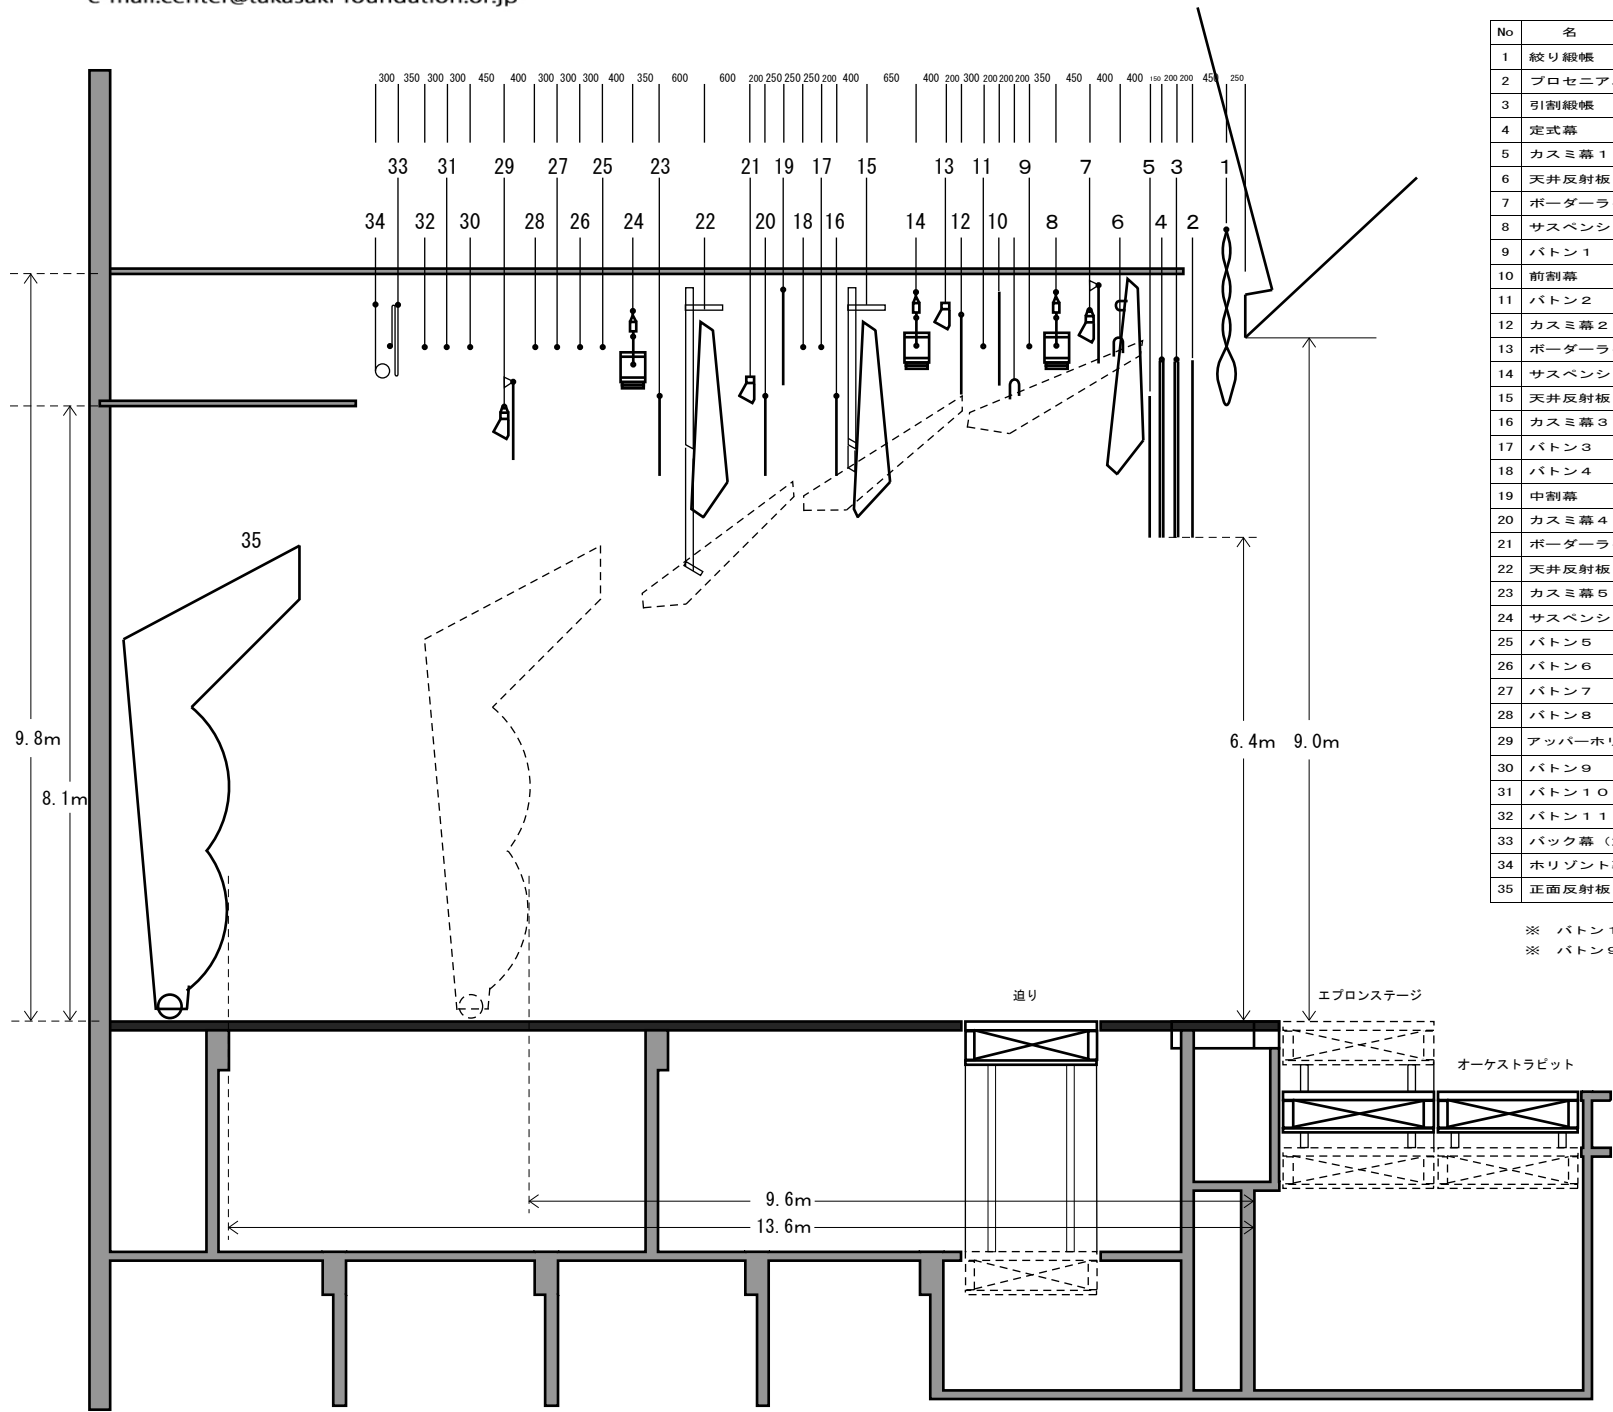 e-mail:center@takasaki-foundation.or.jp
300 350 300 300 450 400 300 300 300 400 350 600 600 200 250 250 250 200 400 650 400 200 300 200 200 200 350 450 400 400 150 200 200 450 250
33 31 29 27 25 23 21 19 17 15 13 11 9 7 5 3 1
34 32 30 28 26 24 22 20 18 16 14 12 10 8 6 4 2
35
9.8m
8.1m
6.4m 9.0m
迫り
エプロンステージ
オーケストラピット
9.6m
13.6m
No 名
1 絞り緞帳
2 プロセニア
3 引割緞帳
4 定式幕
5 カスミ幕1
6 天井反射板
7 ボーダーラ
8 サスペンシ
9 バトン1
10 前割幕
11 バトン2
12 カスミ幕2
13 ボーダーラ
14 サスペンシ
15 天井反射板
16 カスミ幕3
17 バトン3
18 バトン4
19 中割幕
20 カスミ幕4
21 ボーダーラ
22 天井反射板
23 カスミ幕5
24 サスペンシ
25 バトン5
26 バトン6
27 バトン7
28 バトン8
29 アッパーホリ
30 バトン9
31 バトン10
32 バトン11
33 バック幕(
34 ホリゾント
35 正面反射板
※ バトン1
※ バトン9